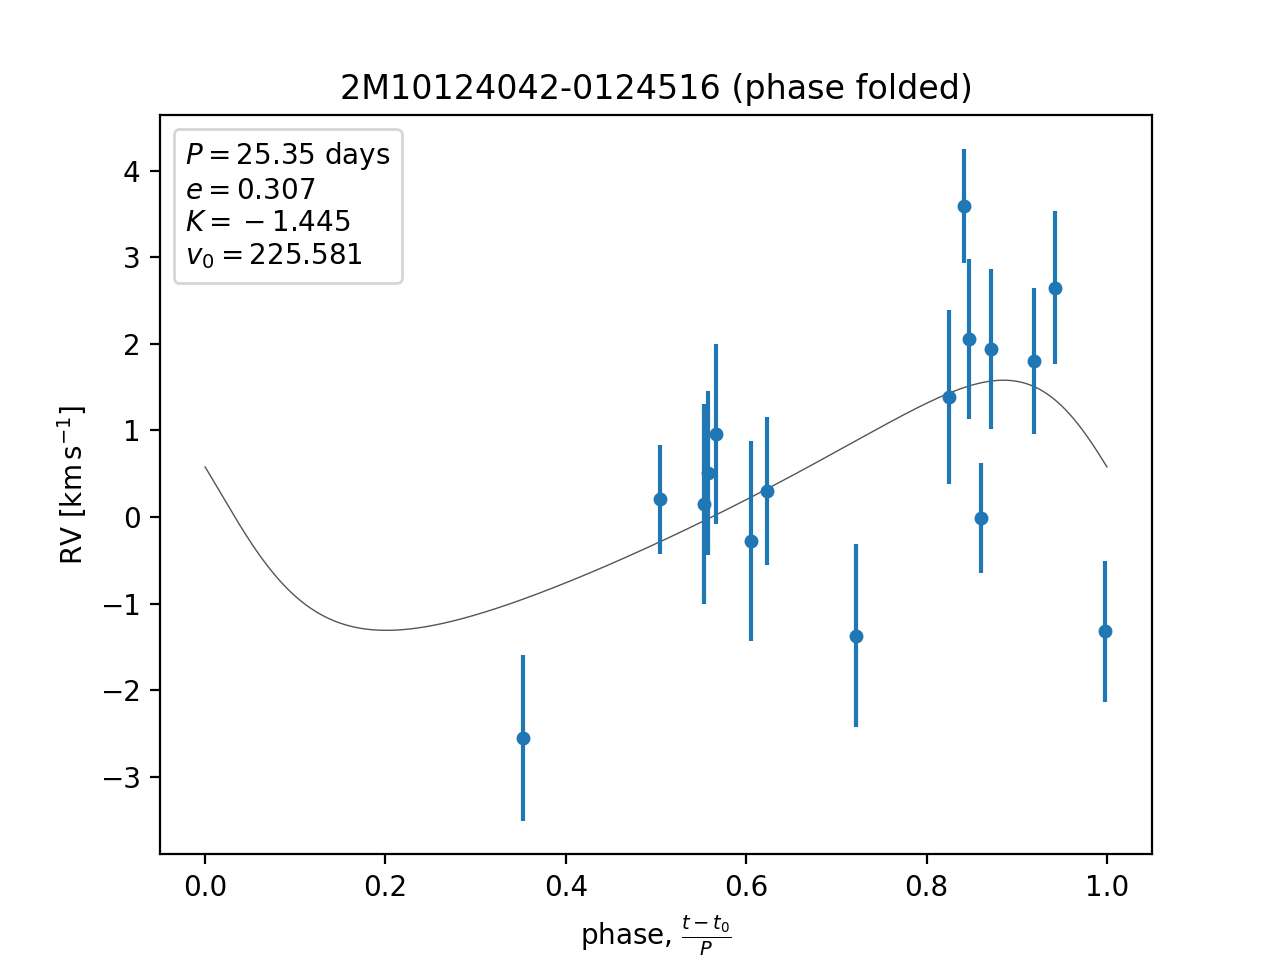 2M10124042-0124516 (phase folded)
P = 25.35 days
e = 0.307
K = −1.445
v₀ = 225.581
4
3
2
1
0
−1
−2
−3
RV [km s⁻¹]
0.0 0.2 0.4 0.6 0.8 1.0
phase, (t − t₀)/P